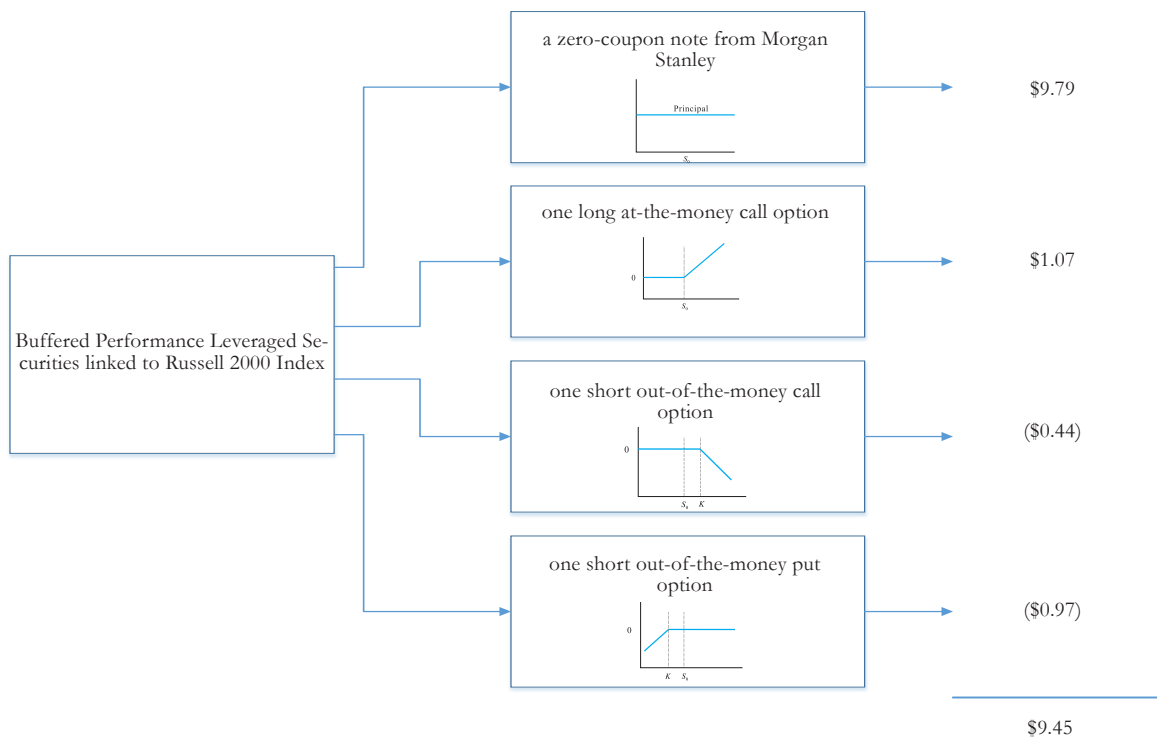 a zero-coupon note from Morgan
Stanley
Principal
S₀
$9.79
one long at-the-money call option
0
S₀
$1.07
Buffered Performance Leveraged Se-
curities linked to Russell 2000 Index
one short out-of-the-money call
option
0
S₀ K
($0.44)
one short out-of-the-money put
option
0
K S₀
($0.97)
$9.45